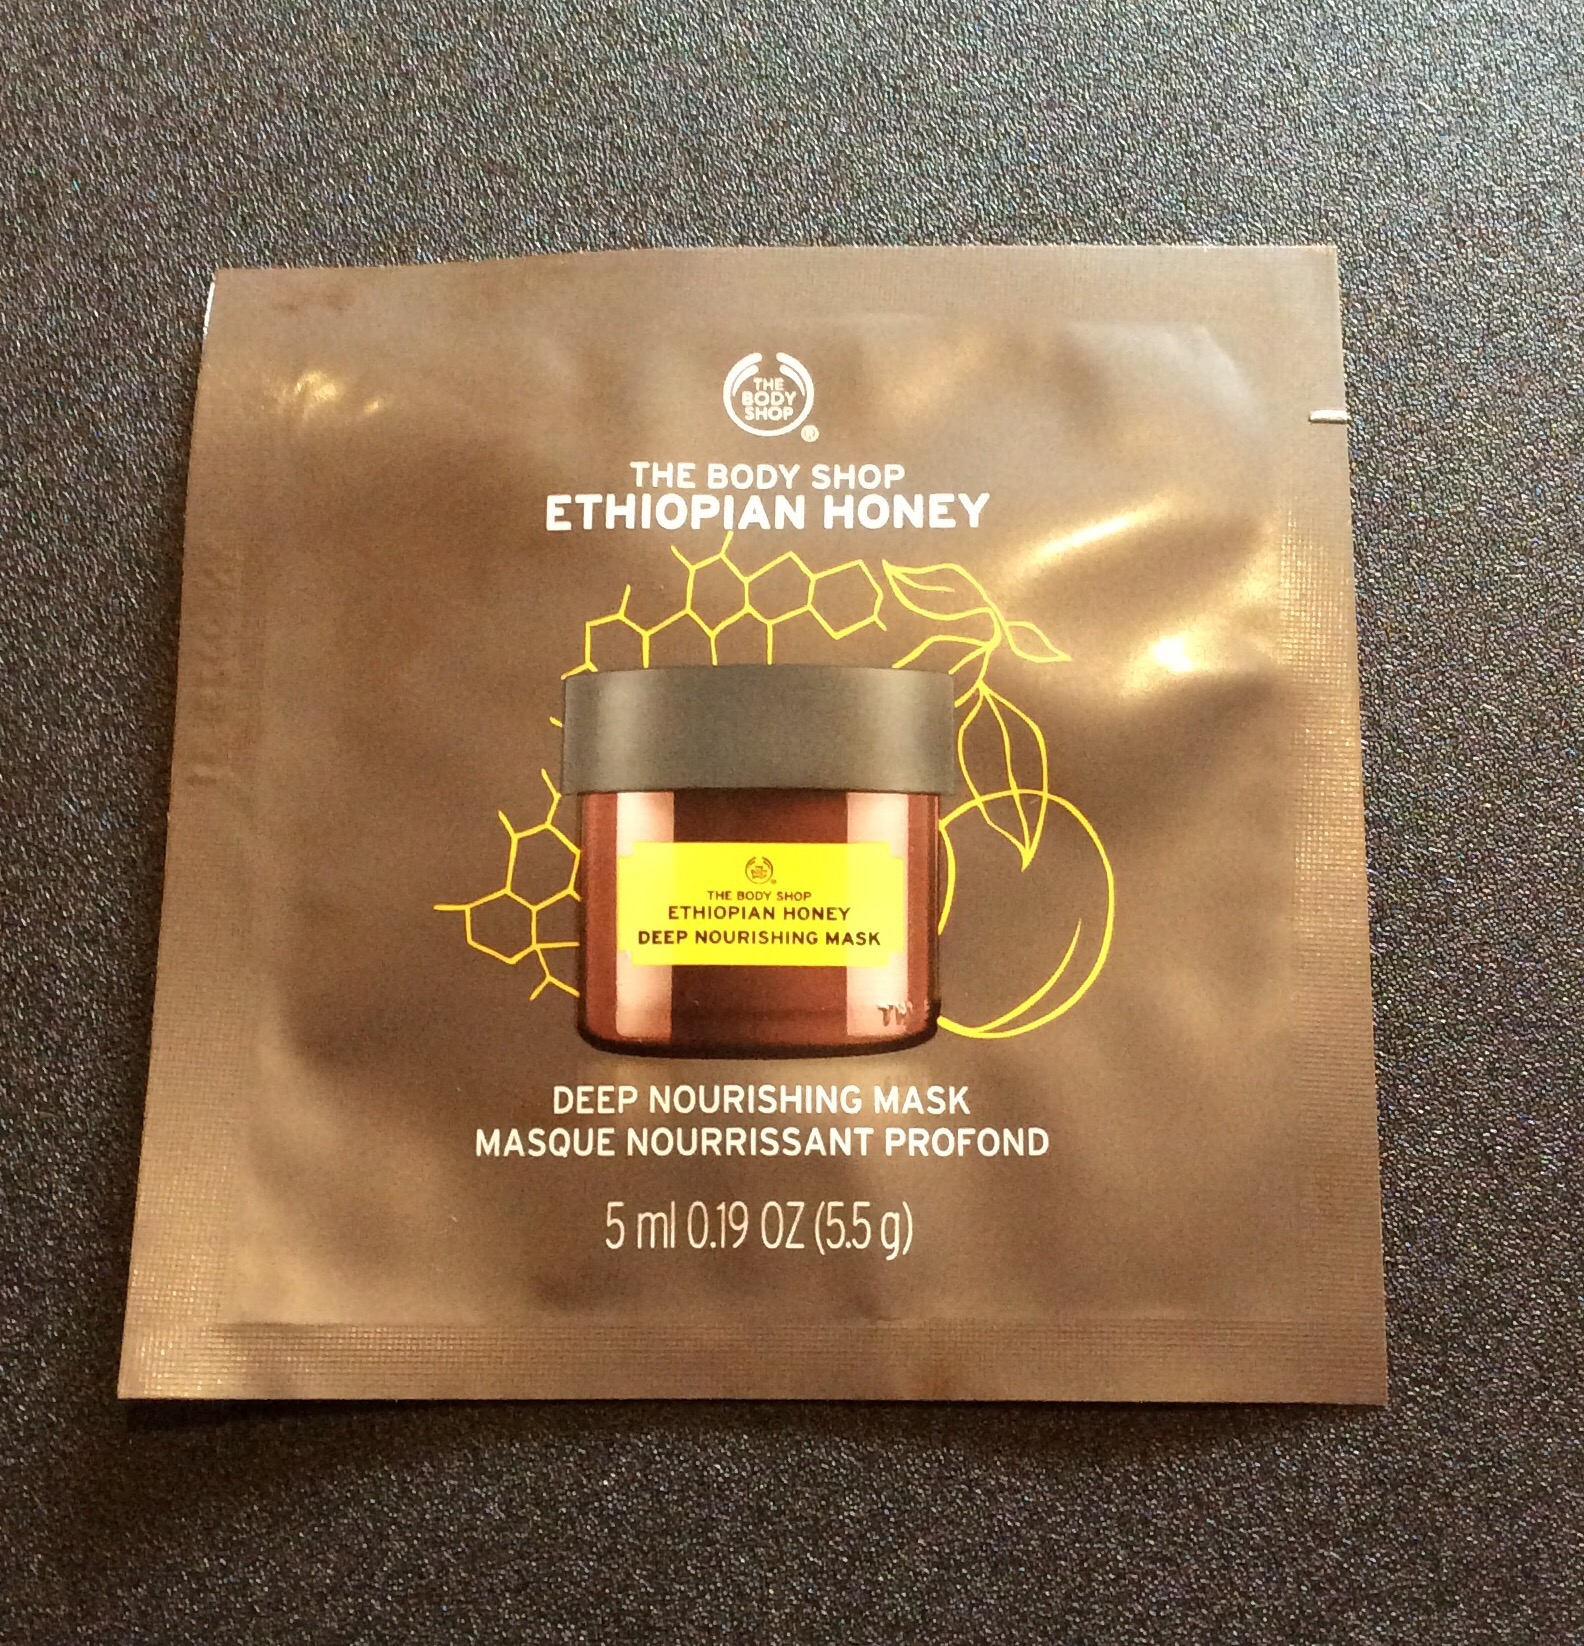 THE
BODY
SHOP
®
THE BODY SHOP
ETHIOPIAN HONEY
THE BODY SHOP
ETHIOPIAN HONEY
DEEP NOURISHING MASK
DEEP NOURISHING MASK
MASQUE NOURRISSANT PROFOND
5 ml 0.19 OZ (5.5 g)